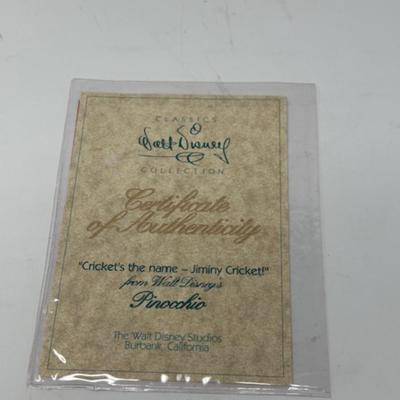 CLASSICS
Walt Disney
COLLECTION
Certificate
of Authenticity
"Cricket's the name – Jiminy Cricket!"
from Walt Disney's
Pinocchio
The Walt Disney Studios
Burbank, California